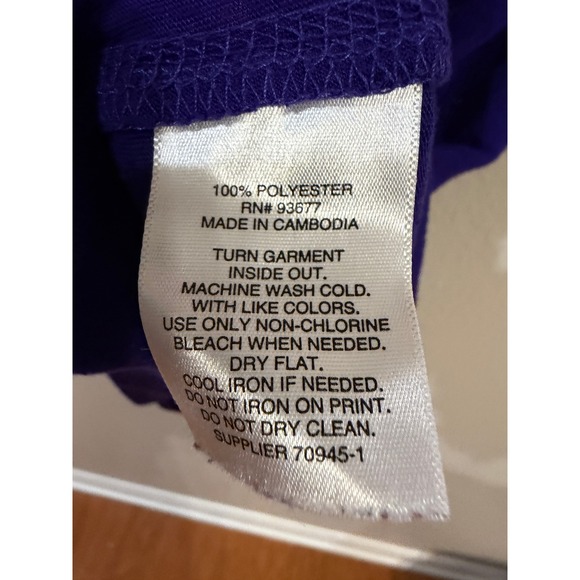 100% POLYESTER
RN# 93677
MADE IN CAMBODIA
TURN GARMENT
INSIDE OUT.
MACHINE WASH COLD.
WITH LIKE COLORS.
USE ONLY NON-CHLORINE
BLEACH WHEN NEEDED.
DRY FLAT.
COOL IRON IF NEEDED.
DO NOT IRON ON PRINT.
DO NOT DRY CLEAN.
SUPPLIER 70945-1